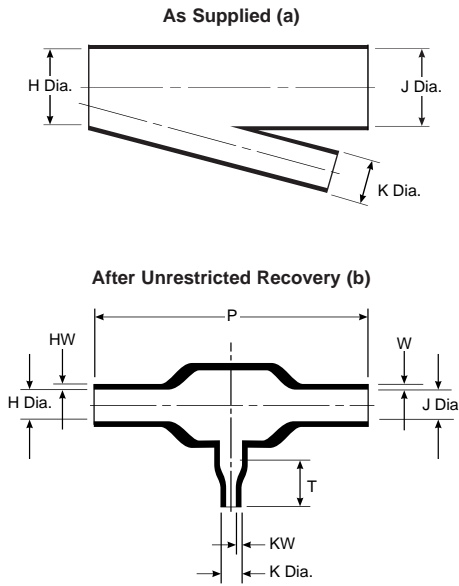 As Supplied (a)
H Dia.
J Dia.
K Dia.
After Unrestricted Recovery (b)
P
HW
W
H Dia.
J Dia
T
KW
K Dia.